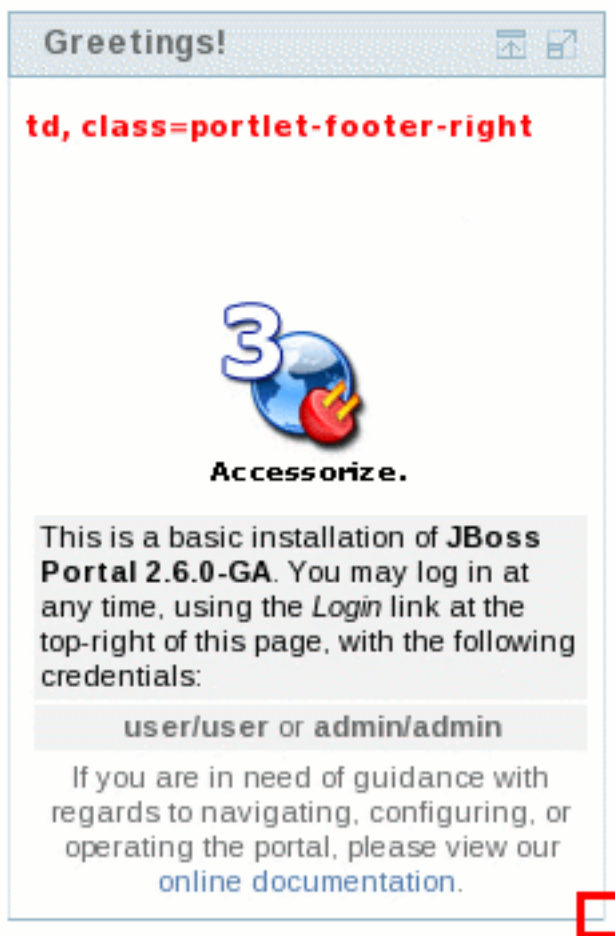 Greetings!
td, class=portlet-footer-right
3
Accessorize.
This is a basic installation of JBoss
Portal 2.6.0-GA. You may log in at
any time, using the Login link at the
top-right of this page, with the following
credentials:
user/user or admin/admin
If you are in need of guidance with
regards to navigating, configuring, or
operating the portal, please view our
online documentation.